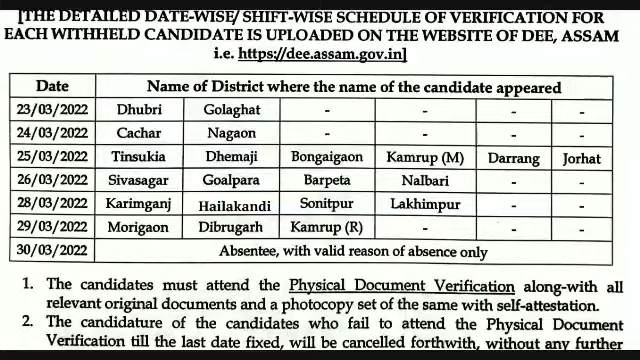 [THE DETAILED DATE-WISE/ SHIFT-WISE SCHEDULE OF VERIFICATION FOR
EACH WITHHELD CANDIDATE IS UPLOADED ON THE WEBSITE OF DEE, ASSAM
i.e. https://dee.assam.gov.in]
Date Name of District where the name of the candidate appeared
23/03/2022 Dhubri Golaghat - - - -
24/03/2022 Cachar Nagaon - - - -
25/03/2022 Tinsukia Dhemaji Bongaigaon Kamrup (M) Darrang Jorhat
26/03/2022 Sivasagar Goalpara Barpeta Nalbari - -
28/03/2022 Karimganj Hailakandi Sonitpur Lakhimpur - -
29/03/2022 Morigaon Dibrugarh Kamrup (R) - - -
30/03/2022 Absentee, with valid reason of absence only
1. The candidates must attend the Physical Document Verification along-with all
relevant original documents and a photocopy set of the same with self-attestation.
2. The candidature of the candidates who fail to attend the Physical Document
Verification till the last date fixed, will be cancelled forthwith, without any further